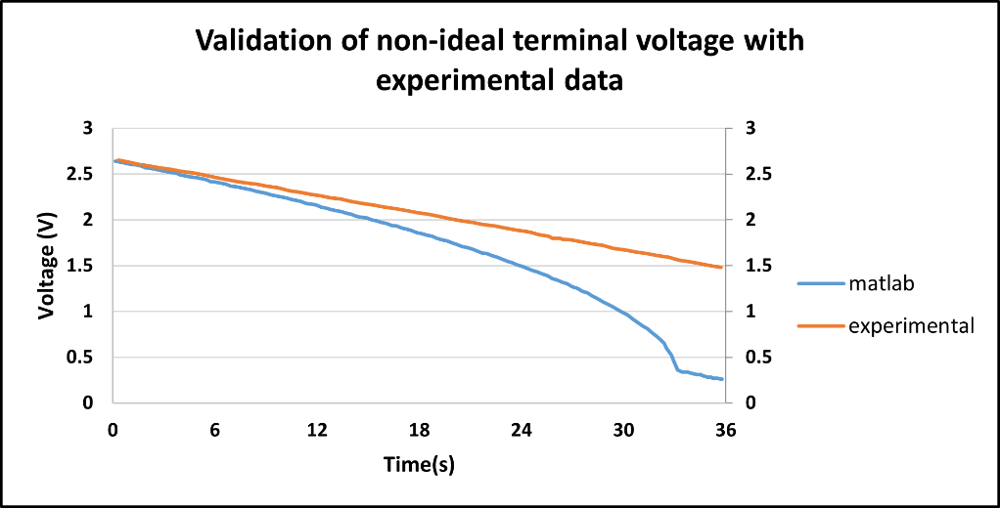 Validation of non-ideal terminal voltage with
experimental data
3 3
2.5 2.5
2 2
1.5 1.5
1 1
0.5 0.5
0 0
0 6 12 18 24 30 36
Voltage (V)
Time(s)
matlab
experimental